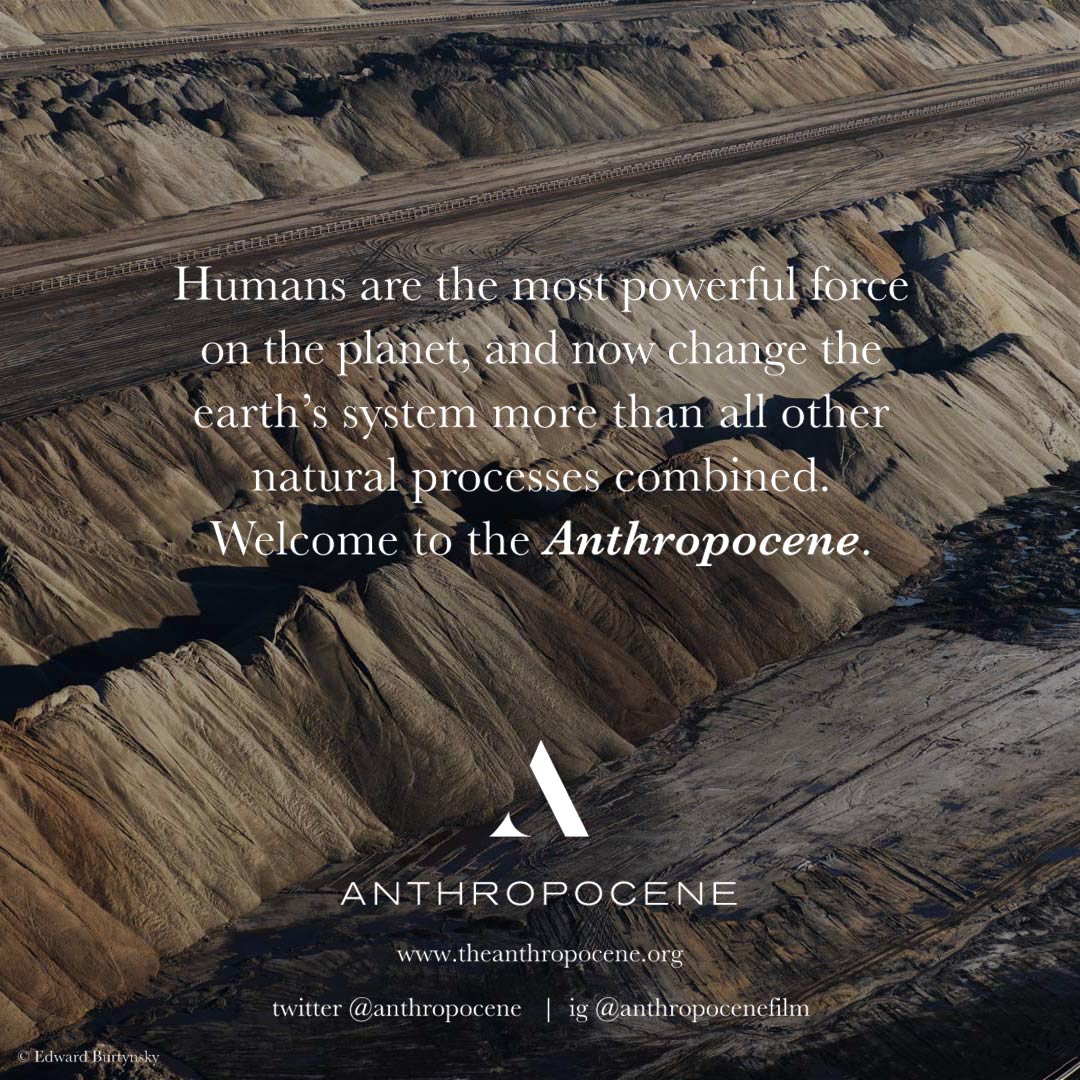 Humans are the most powerful force
on the planet, and now change the
earth’s system more than all other
natural processes combined.
Welcome to the Anthropocene.
ANTHROPOCENE
www.theanthropocene.org
twitter @anthropocene | ig @anthropocenefilm
© Edward Burtynsky